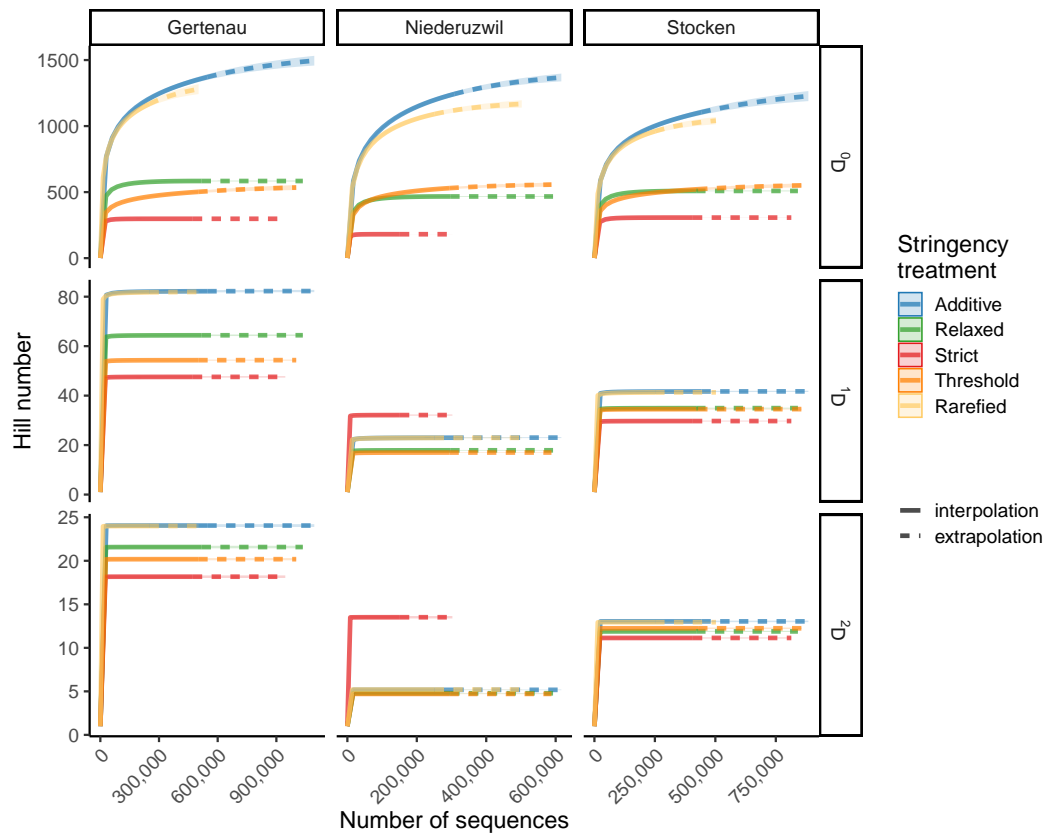 Gertenau Niederuzwil Stocken
1500
1000
500
0
⁰D
80
60
40
20
0
¹D
25
20
15
10
5
0
²D
Hill number
0 300,000 600,000 900,000
200,000 400,000 600,000
0 250,000 500,000 750,000
Number of sequences
Stringency
treatment
Additive
Relaxed
Strict
Threshold
Rarefied
interpolation
extrapolation